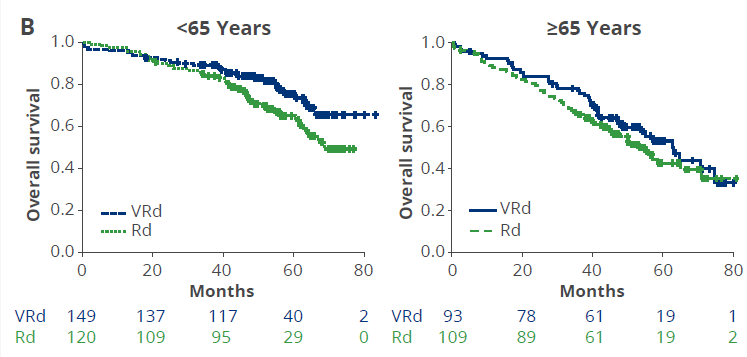 B
<65 Years
1.0
0.8
0.6
0.4
0.2
0.0
Overall survival
VRd
Rd
0 20 40 60 80
Months
VRd 149 137 117 40 2
Rd 120 109 95 29 0
≥65 Years
1.0
0.8
0.6
0.4
0.2
0.0
Overall survival
VRd
Rd
0 20 40 60 80
Months
VRd 93 78 61 19 1
Rd 109 89 61 19 2